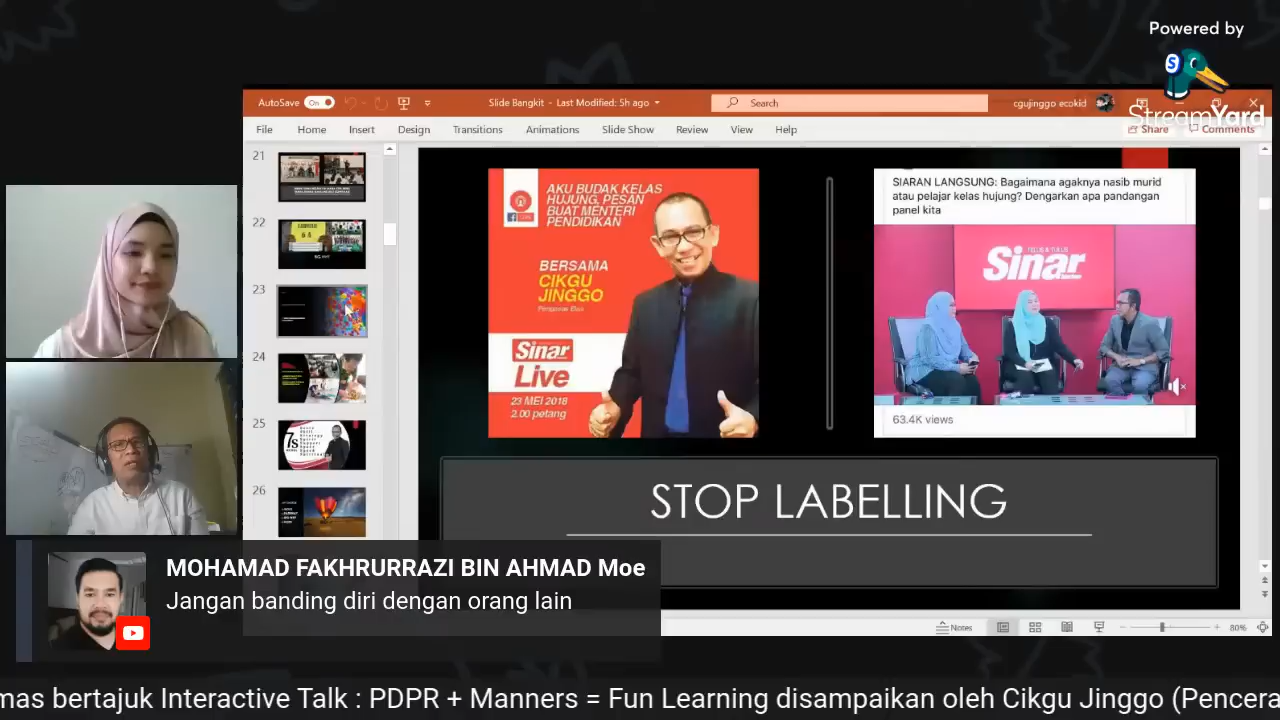 Powered by
StreamYard
AutoSave On
Slide Bangkit - Last Modified: 5h ago
Search
cgujinggo ecokid
File Home Insert Design Transitions Animations Slide Show Review View Help
Share Comments
21
22
23
24
25
26
7s
AKU BUDAK KELAS
HUJUNG, PESAN
BUAT MENTERI
PENDIDIKAN
BERSAMA
CIKGU
JINGGO
Sinar
Live
23 MEI 2018
2.00 petang
SIARAN LANGSUNG: Bagaimana agaknya nasib murid
atau pelajar kelas hujung? Dengarkan apa pandangan
panel kita
Sinar
63.4K views
STOP LABELLING
MOHAMAD FAKHRURRAZI BIN AHMAD Moe
Jangan banding diri dengan orang lain
Notes
80%
mas bertajuk Interactive Talk : PDPR + Manners = Fun Learning disampaikan oleh Cikgu Jinggo (Pencera